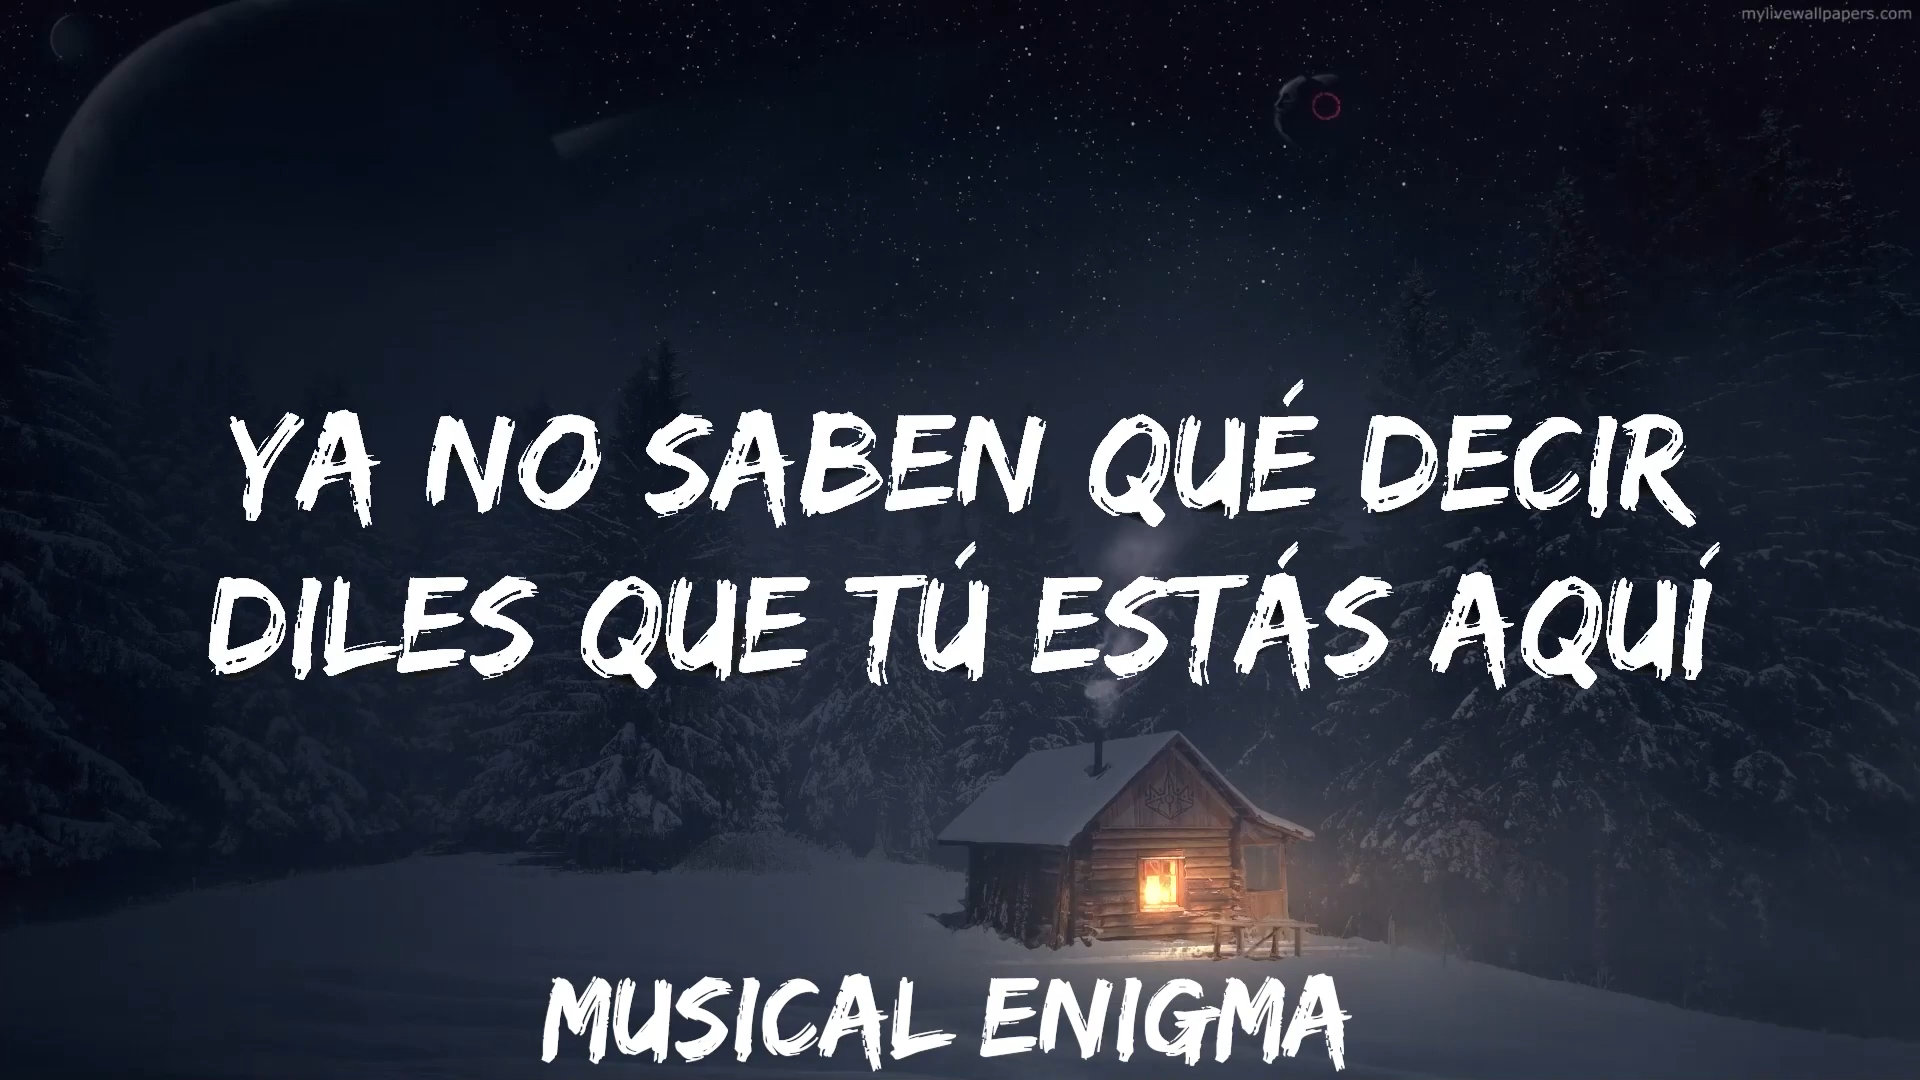 mylivewallpapers.com
YA NO SABEN QUÉ DECIR
DILES QUE TÚ ESTÁS AQUÍ
MUSICAL ENIGMA